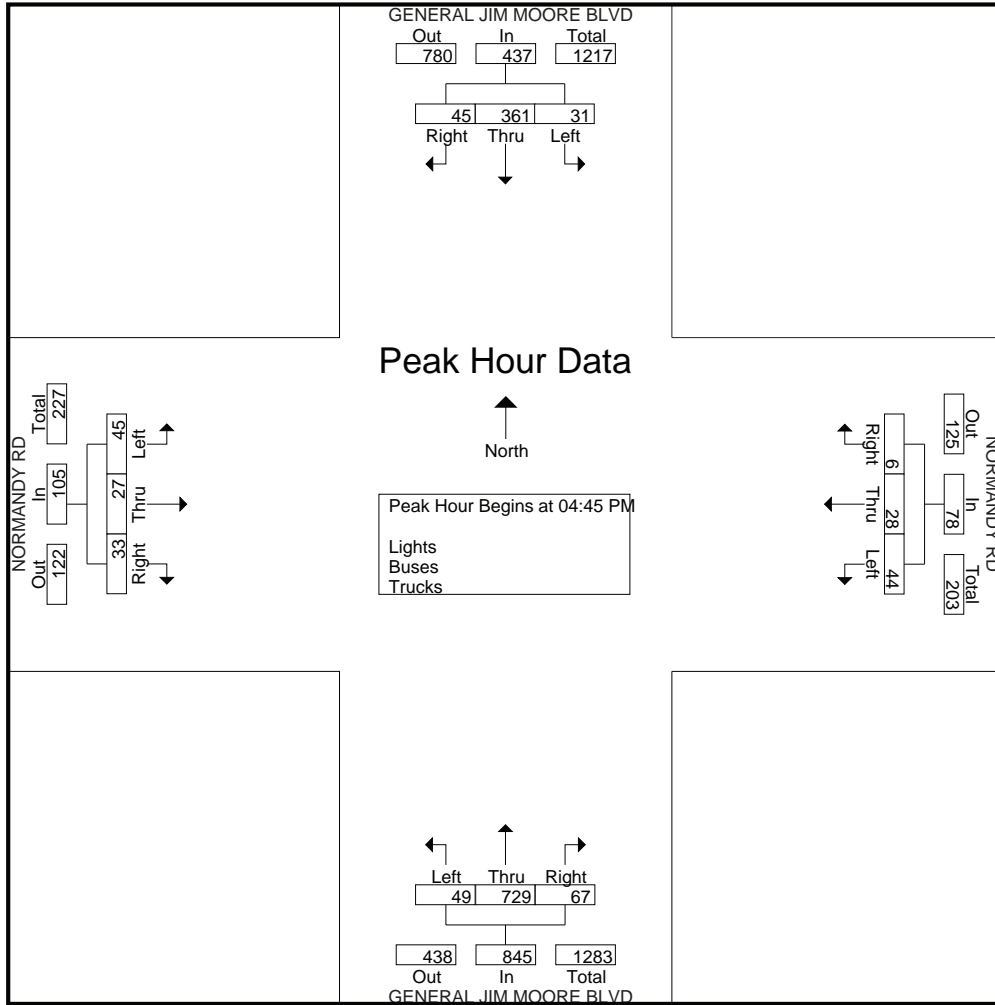 GENERAL JIM MOORE BLVD
Out In Total
780 437 1217
45 361 31
Right Thru Left
Peak Hour Data
North
Peak Hour Begins at 04:45 PM
Lights
Buses
Trucks
NORMANDY RD
Total In Out
227 105 122
45 27 33
Left Thru Right
Right Thru Left
6 28 44
Out In Total
125 78 203
NORMANDY RD
Left Thru Right
49 729 67
438 845 1283
Out In Total
GENERAL JIM MOORE BLVD